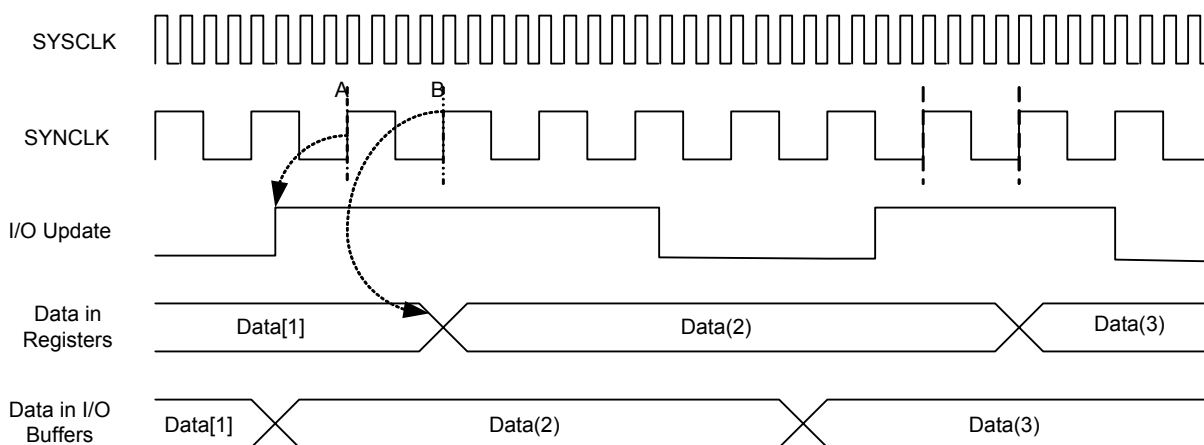 SYSCLK
A B
SYNCLK
I/O Update
Data in
Registers
Data[1] Data(2) Data(3)
Data in I/O
Buffers
Data[1] Data(2) Data(3)